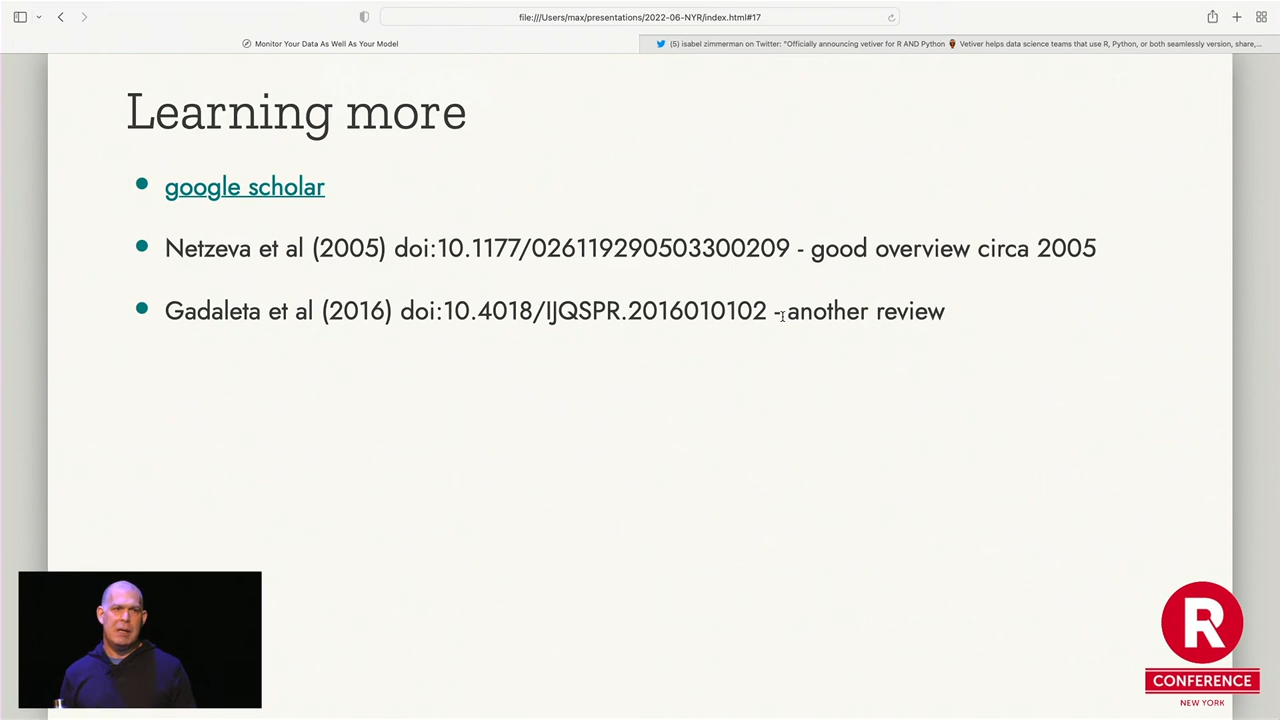 file:///Users/max/presentations/2022-06-NYR/index.html#17
Monitor Your Data As Well As Your Model
(5) isabel zimmerman on Twitter: "Officially announcing vetiver for R AND Python 🏺 Vetiver helps data science teams that use R, Python, or both seamlessly version, share,...
Learning more
google scholar
Netzeva et al (2005) doi:10.1177/026119290503300209 - good overview circa 2005
Gadaleta et al (2016) doi:10.4018/IJQSPR.2016010102 - another review
R
CONFERENCE
NEW YORK